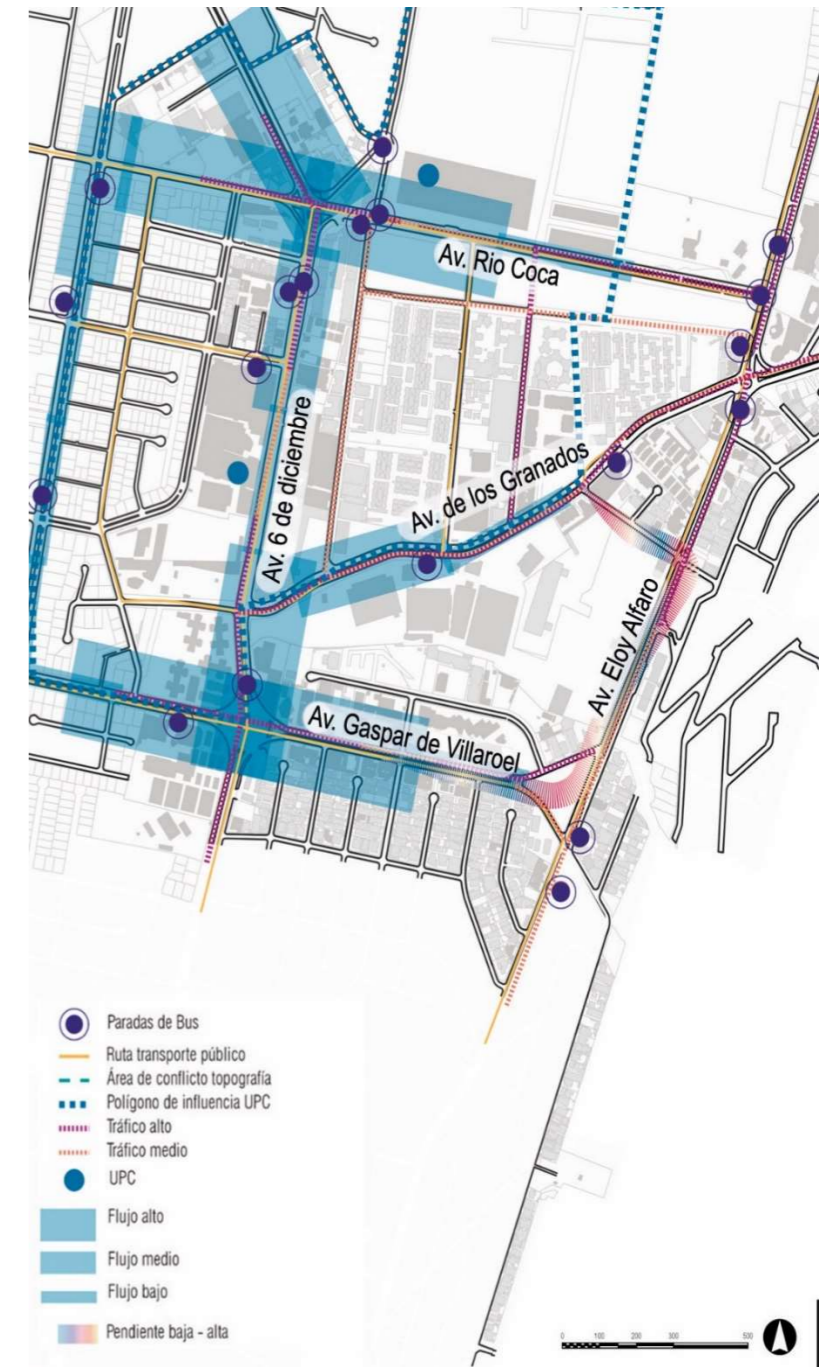 Av. Rio Coca
Av. 6 de diciembre
Av. de los Granados
Av. Eloy Alfaro
Av. Gaspar de Villaroel
Paradas de Bus
Ruta transporte público
Área de conflicto topografía
Polígono de influencia UPC
Tráfico alto
Tráfico medio
UPC
Flujo alto
Flujo medio
Flujo bajo
Pendiente baja - alta
0 100 200 300 500